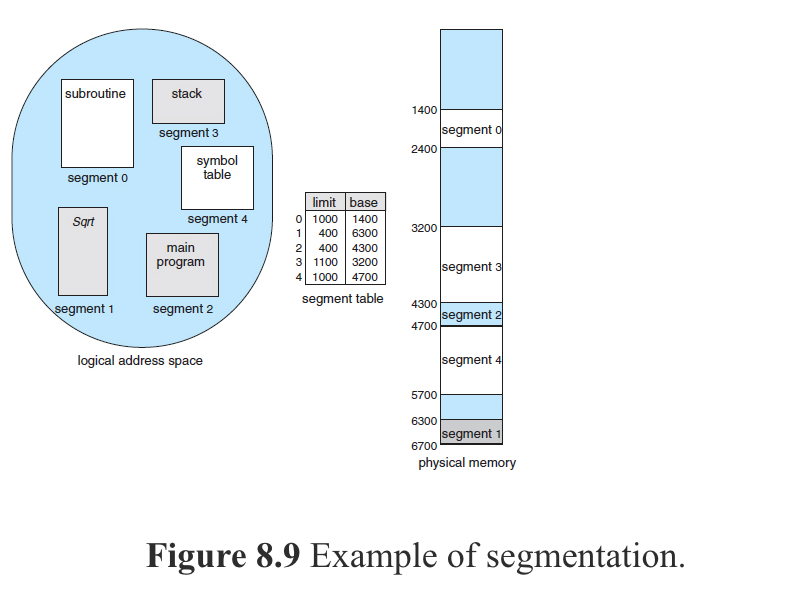 subroutine
segment 0
stack
segment 3
symbol
table
segment 4
Sqrt
segment 1
main
program
segment 2
logical address space
limit base
0 1000 1400
1 400 6300
2 400 4300
3 1100 3200
4 1000 4700
segment table
1400
segment 0
2400
3200
segment 3
4300
segment 2
4700
segment 4
5700
6300
segment 1
6700
physical memory
Figure 8.9 Example of segmentation.